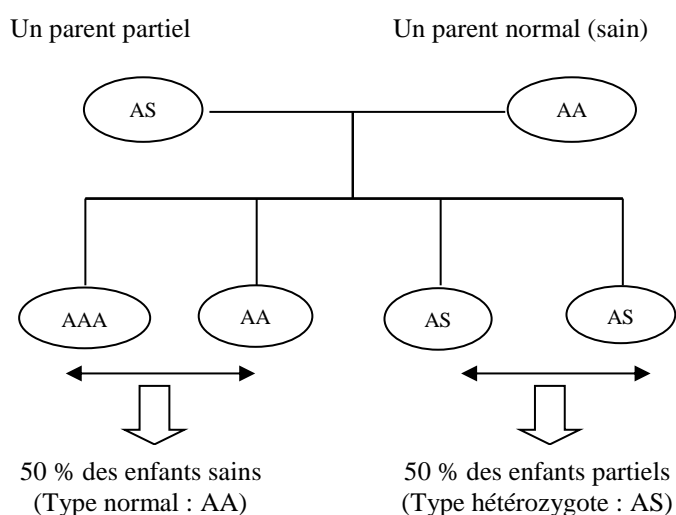 Un parent partiel
Un parent normal (sain)
AS
AA
AAA
AA
AS
AS
50 % des enfants sains
(Type normal : AA)
50 % des enfants partiels
(Type hétérozygote : AS)